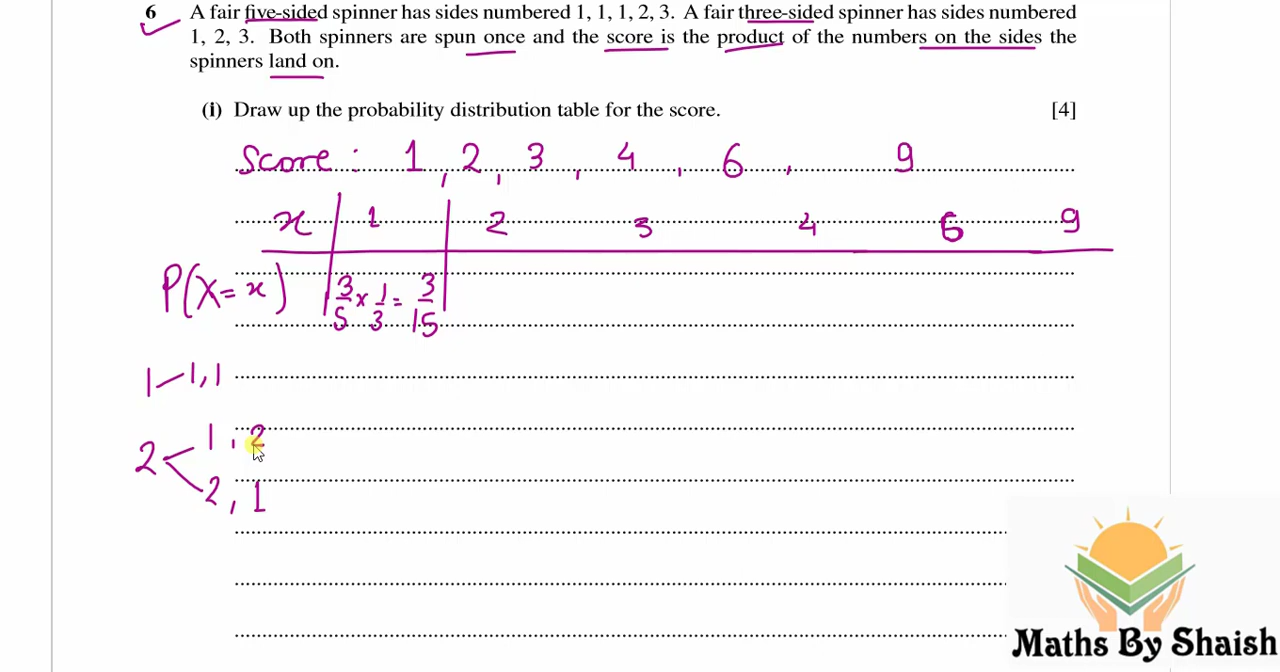 6 A fair five-sided spinner has sides numbered 1, 1, 1, 2, 3. A fair three-sided spinner has sides numbered
1, 2, 3. Both spinners are spun once and the score is the product of the numbers on the sides the
spinners land on.
(i) Draw up the probability distribution table for the score. [4]
Score: 1, 2, 3, 4, 6, 9
x 1 2 3 4 6 9
P(X=x) 3/5 x 1/3 = 3/15
1 - 1,1
2 < 1, 2
2, 1
Maths By Shaish